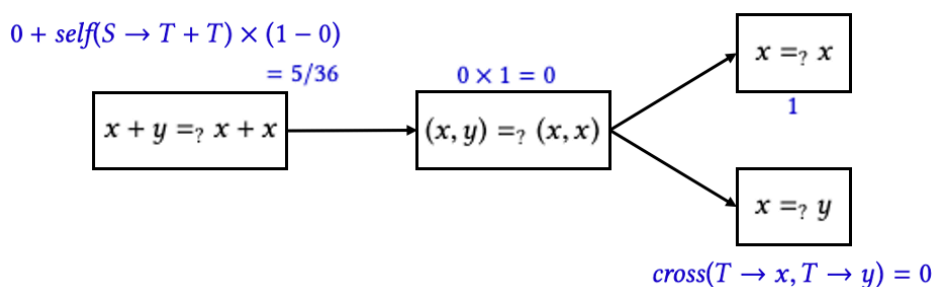 0 + self(S → T + T) × (1 − 0)
= 5/36
x + y =? x + x
0 × 1 = 0
(x, y) =? (x, x)
x =? x
1
x =? y
cross(T → x, T → y) = 0